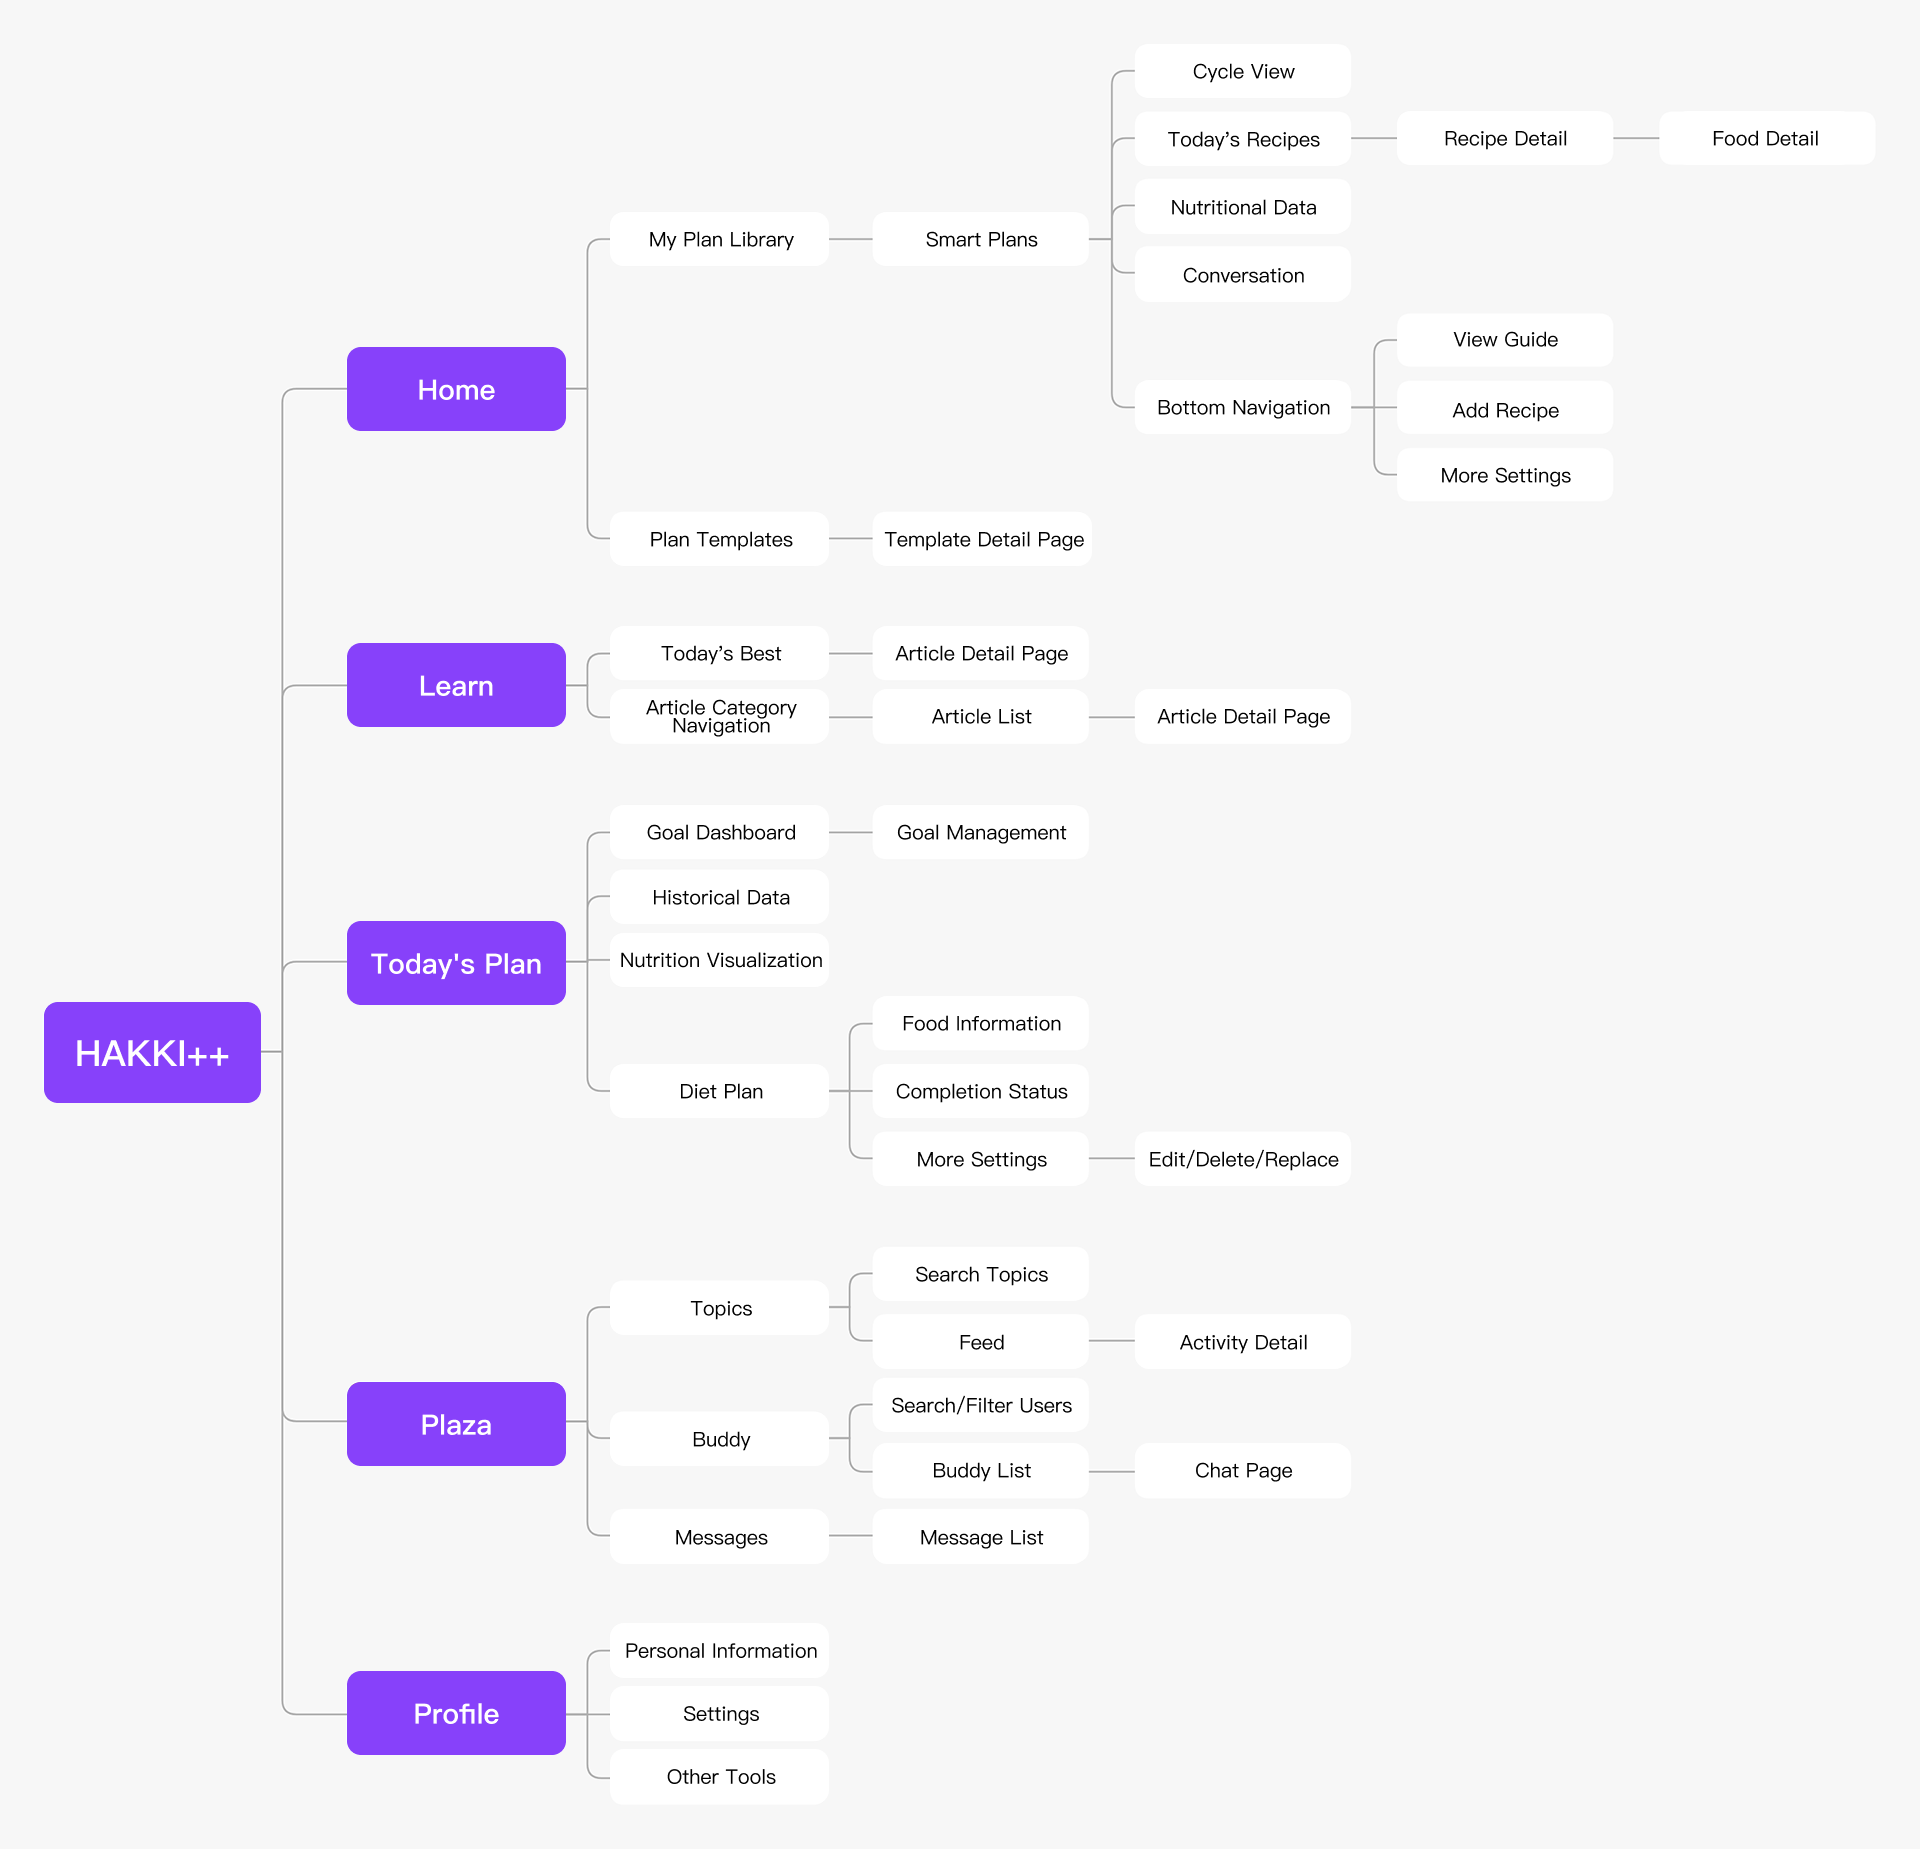 HAKKI++
Home
My Plan Library
Smart Plans
Cycle View
Today’s Recipes
Recipe Detail
Food Detail
Nutritional Data
Conversation
Bottom Navigation
View Guide
Add Recipe
More Settings
Plan Templates
Template Detail Page
Learn
Today’s Best
Article Detail Page
Article Category
Navigation
Article List
Article Detail Page
Today's Plan
Goal Dashboard
Goal Management
Historical Data
Nutrition Visualization
Diet Plan
Food Information
Completion Status
More Settings
Edit/Delete/Replace
Plaza
Topics
Search Topics
Feed
Activity Detail
Buddy
Search/Filter Users
Buddy List
Chat Page
Messages
Message List
Profile
Personal Information
Settings
Other Tools